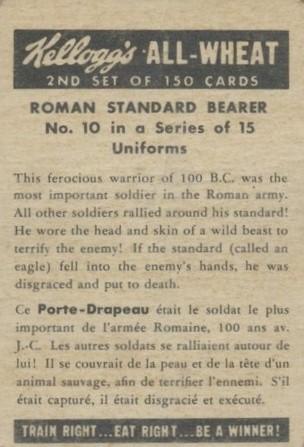 Kellogg's ALL-WHEAT
2ND SET OF 150 CARDS
ROMAN STANDARD BEARER
No. 10 in a Series of 15
Uniforms
This ferocious warrior of 100 B.C. was the
most important soldier in the Roman army.
All other soldiers rallied around his standard!
He wore the head and skin of a wild beast to
terrify the enemy! If the standard (called an
eagle) fell into the enemy's hands, he was
disgraced and put to death.
Ce Porte-Drapeau était le soldat le plus
important de l'armée Romaine, 100 ans av.
J.-C. Les autres soldats se ralliaient autour de
lui! Il se couvrait de la peau et de la tête d'un
animal sauvage, afin de terrifier l'ennemi. S'il
était capturé, il était disgracié et exécuté.
TRAIN RIGHT...EAT RIGHT...BE A WINNER!